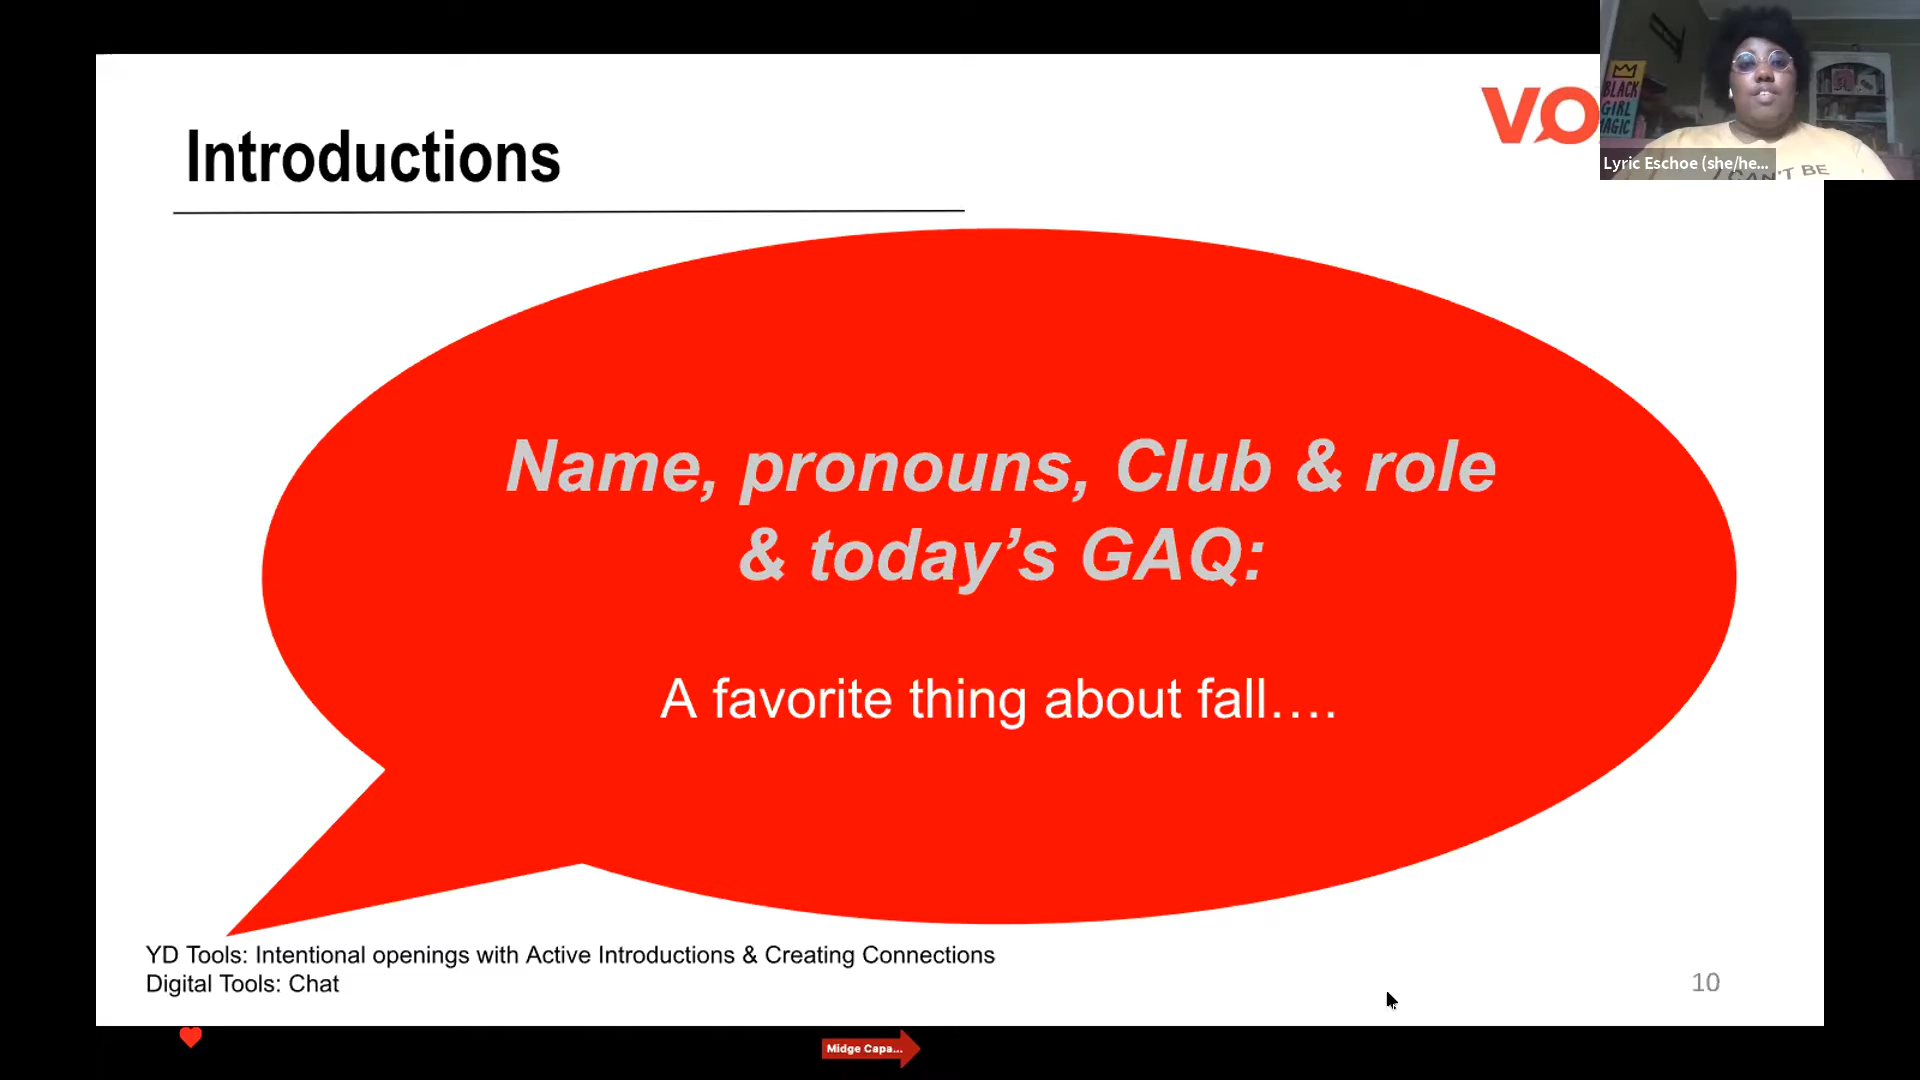 Introductions
VO
BLACK
GIRL
MAGIC
Lyric Eschoe (she/he...
I CAN'T BE
Name, pronouns, Club & role
& today's GAQ:
A favorite thing about fall....
YD Tools: Intentional openings with Active Introductions & Creating Connections
Digital Tools: Chat
10
Midge Capa...